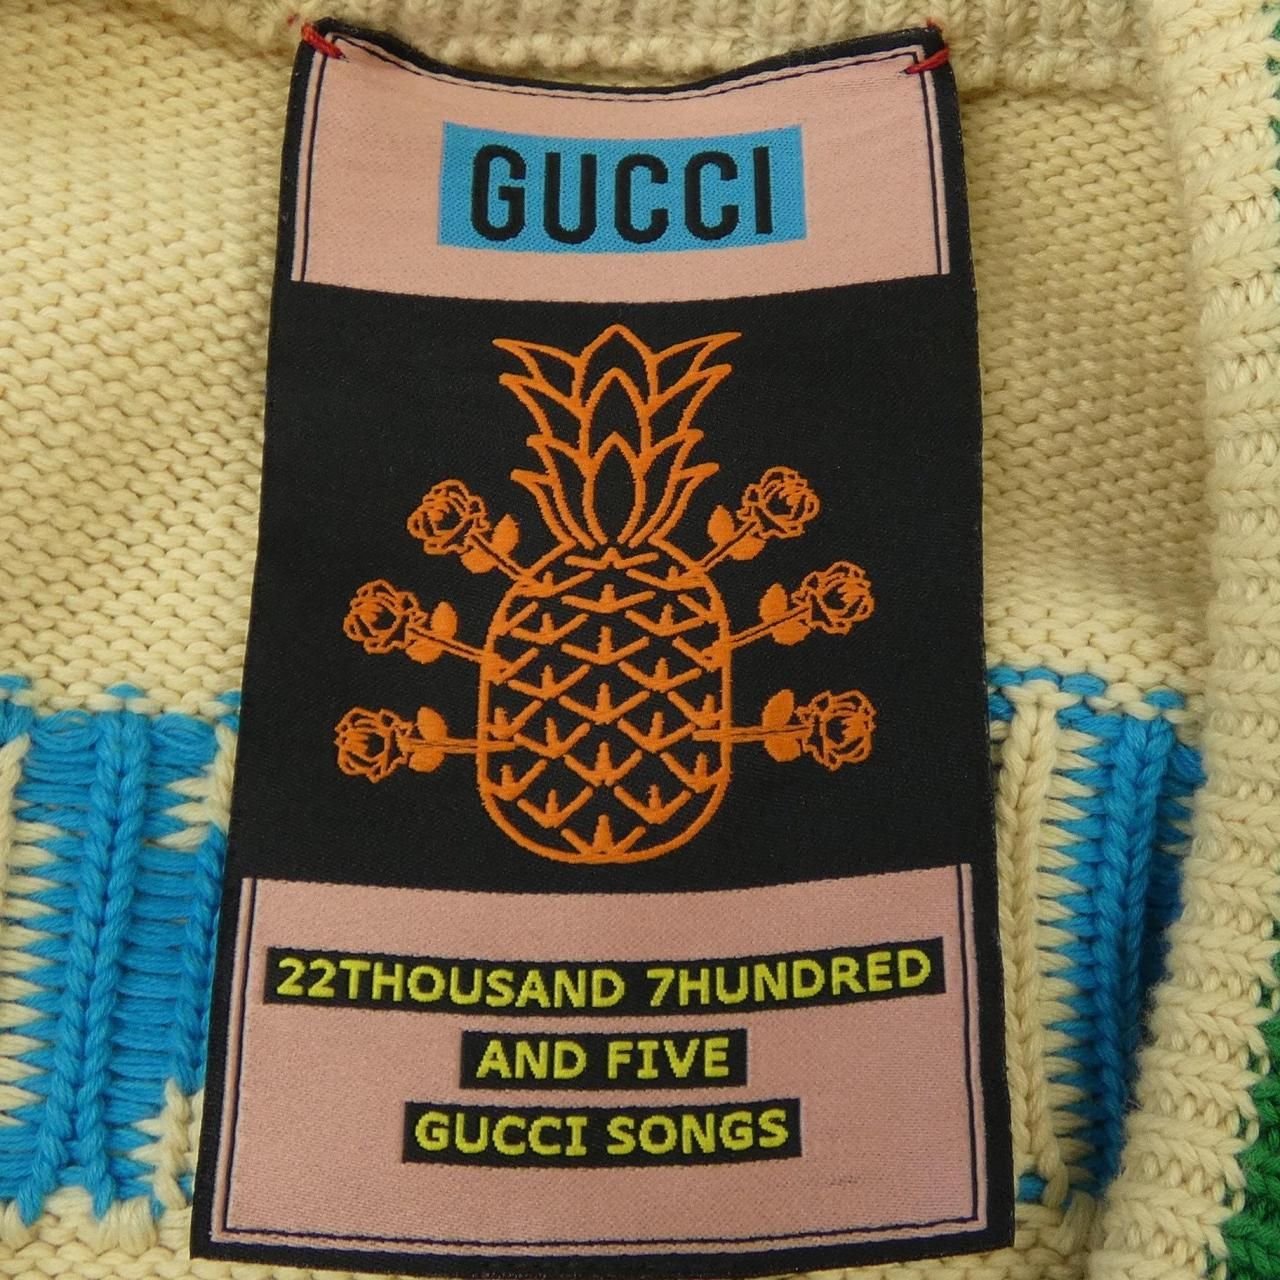 GUCCI
22THOUSAND 7HUNDRED
AND FIVE
GUCCI SONGS